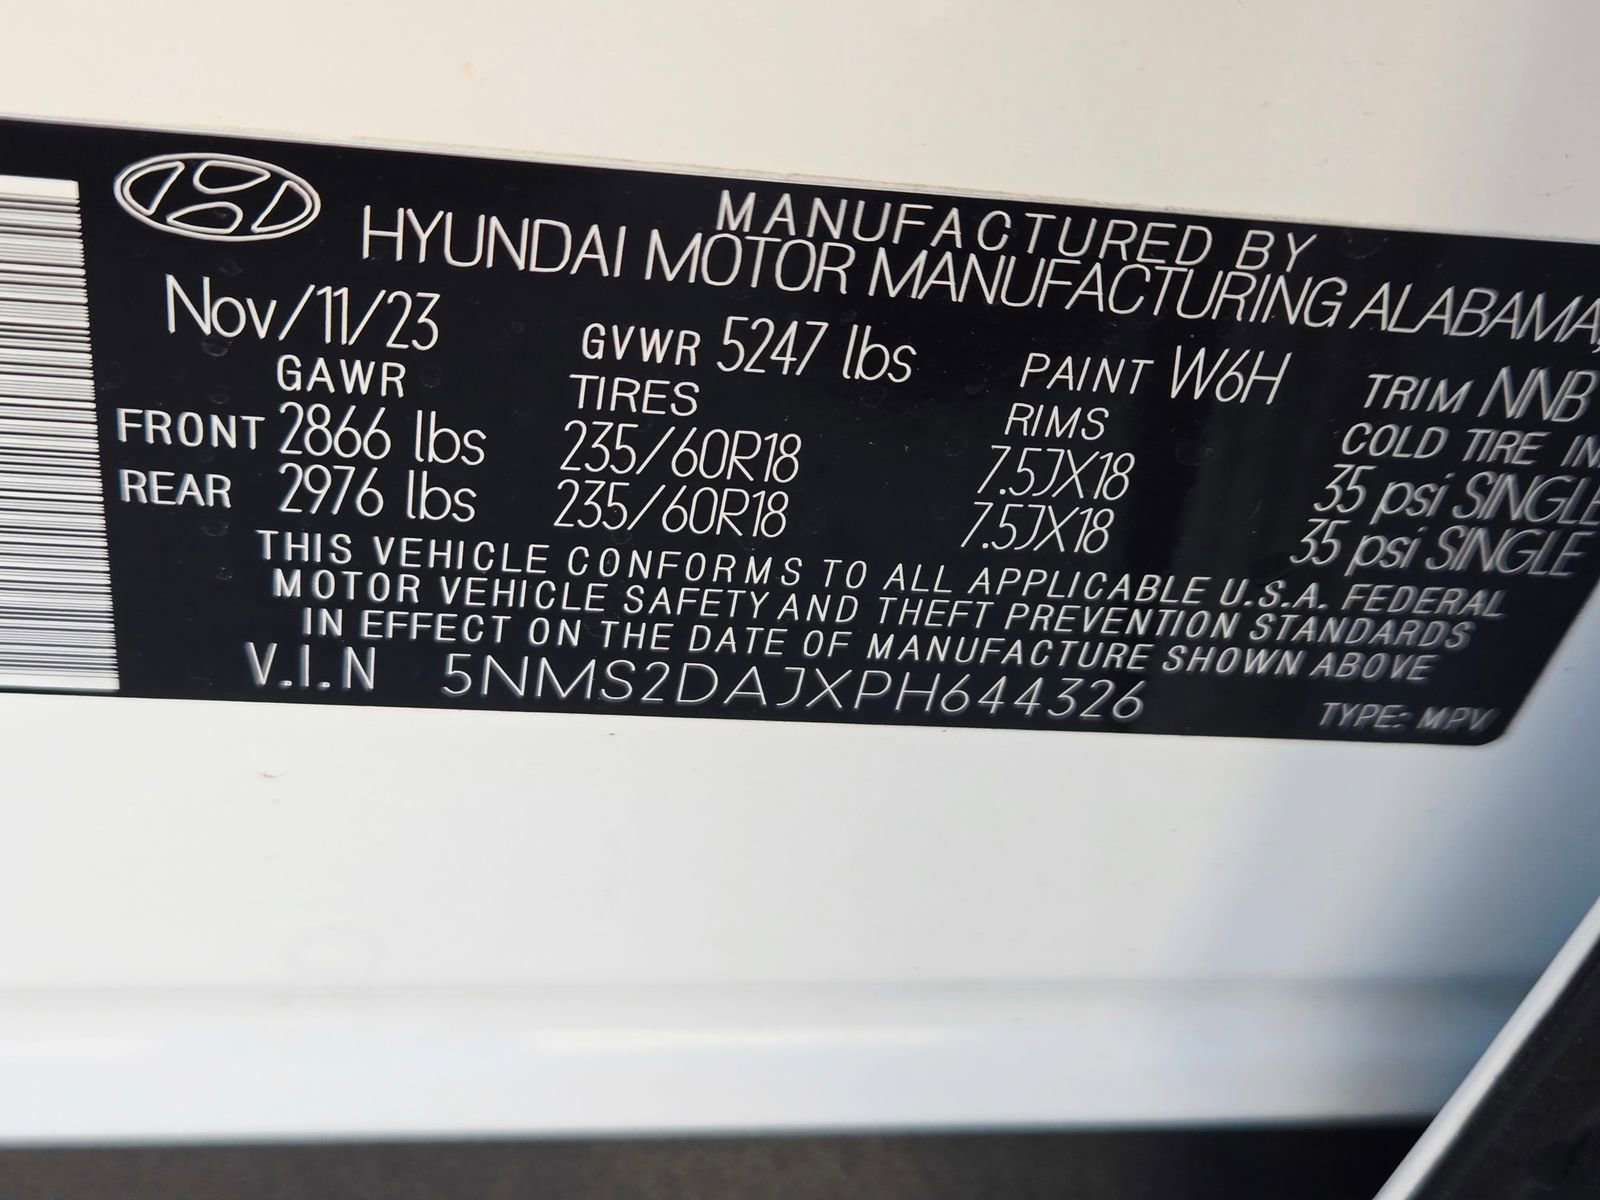 MANUFACTURED BY
HYUNDAI MOTOR MANUFACTURING ALABAMA,
Nov/11/23 GVWR 5247 lbs PAINT W6H TRIM NNB
GAWR TIRES RIMS COLD TIRE
FRONT 2866 lbs 235/60R18 7.5JX18 35 psi SINGLE
REAR 2976 lbs 235/60R18 7.5JX18 35 psi SINGLE
THIS VEHICLE CONFORMS TO ALL APPLICABLE U.S.A. FEDERAL
MOTOR VEHICLE SAFETY AND THEFT PREVENTION STANDARDS
IN EFFECT ON THE DATE OF MANUFACTURE SHOWN ABOVE
V.I.N 5NMS2DAJXPH644326 TYPE: MPV